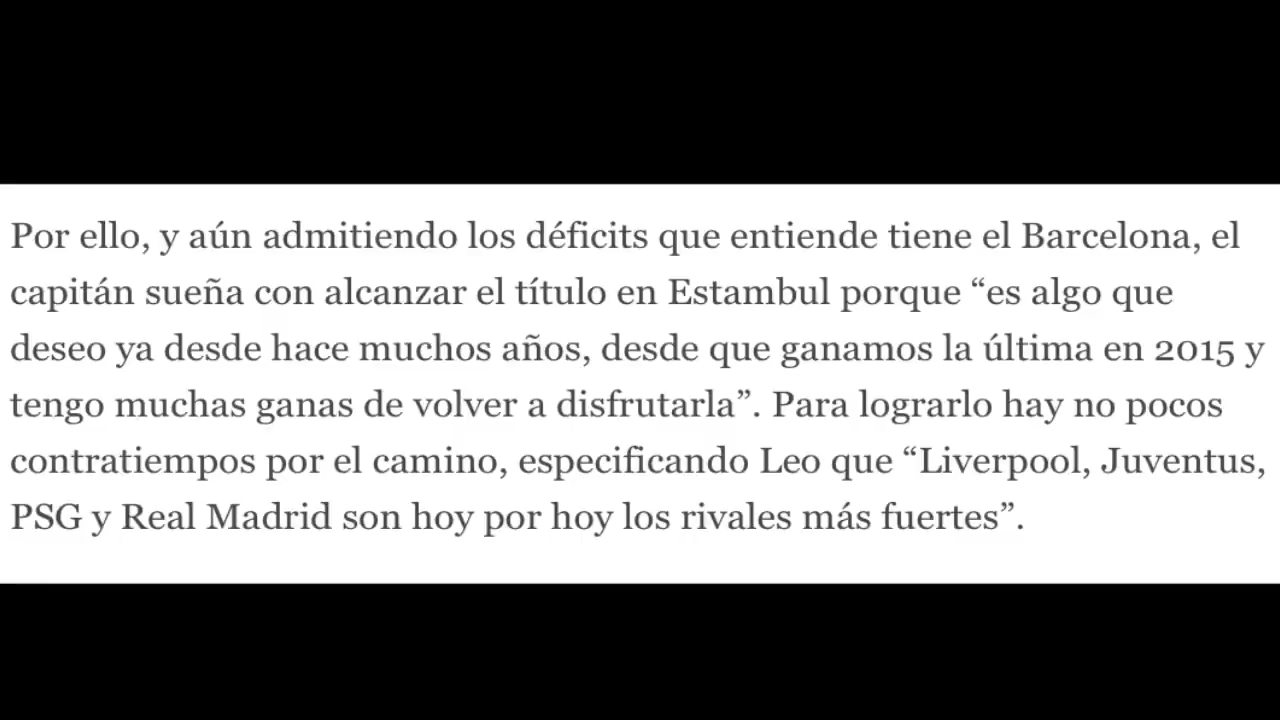 Por ello, y aún admitiendo los déficits que entiende tiene el Barcelona, el
capitán sueña con alcanzar el título en Estambul porque “es algo que
deseo ya desde hace muchos años, desde que ganamos la última en 2015 y
tengo muchas ganas de volver a disfrutarla”. Para lograrlo hay no pocos
contratiempos por el camino, especificando Leo que “Liverpool, Juventus,
PSG y Real Madrid son hoy por hoy los rivales más fuertes”.